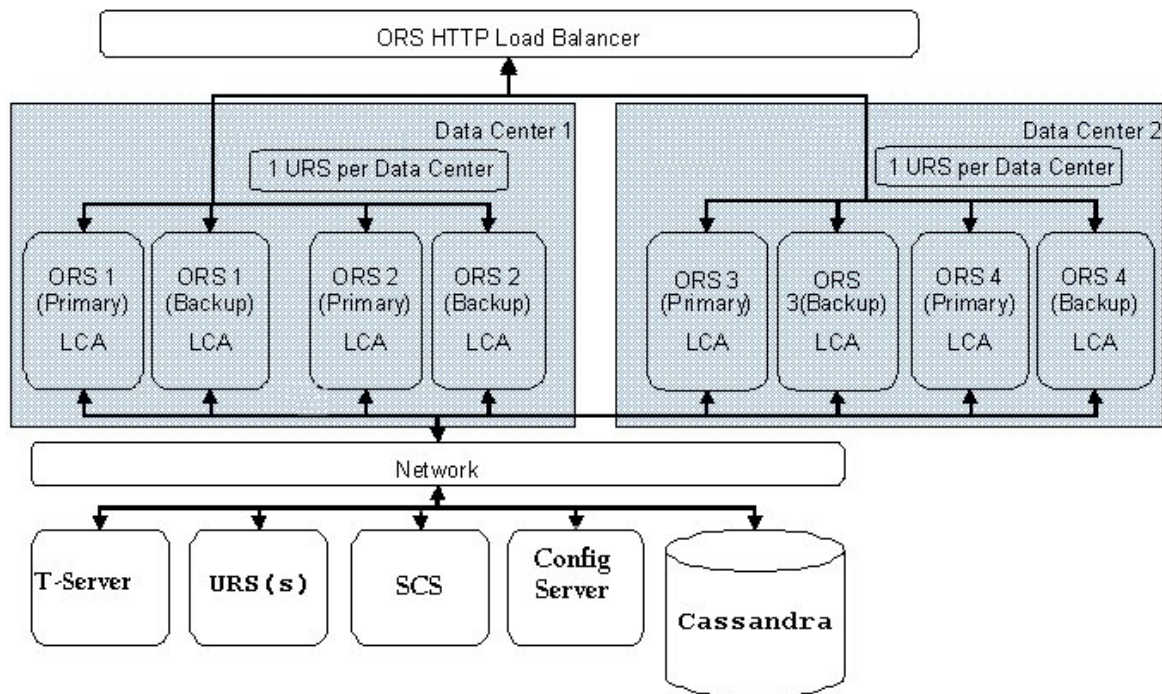 ORS HTTP Load Balancer
Data Center 1
1 URS per Data Center
Data Center 2
1 URS per Data Center
ORS 1
(Primary)
LCA
ORS 1
(Backup)
LCA
ORS 2
(Primary)
LCA
ORS 2
(Backup)
LCA
ORS 3
(Primary)
LCA
ORS
3(Backup)
LCA
ORS 4
(Primary)
LCA
ORS 4
(Backup)
LCA
Network
T-Server
URS(s)
SCS
Config
Server
Cassandra